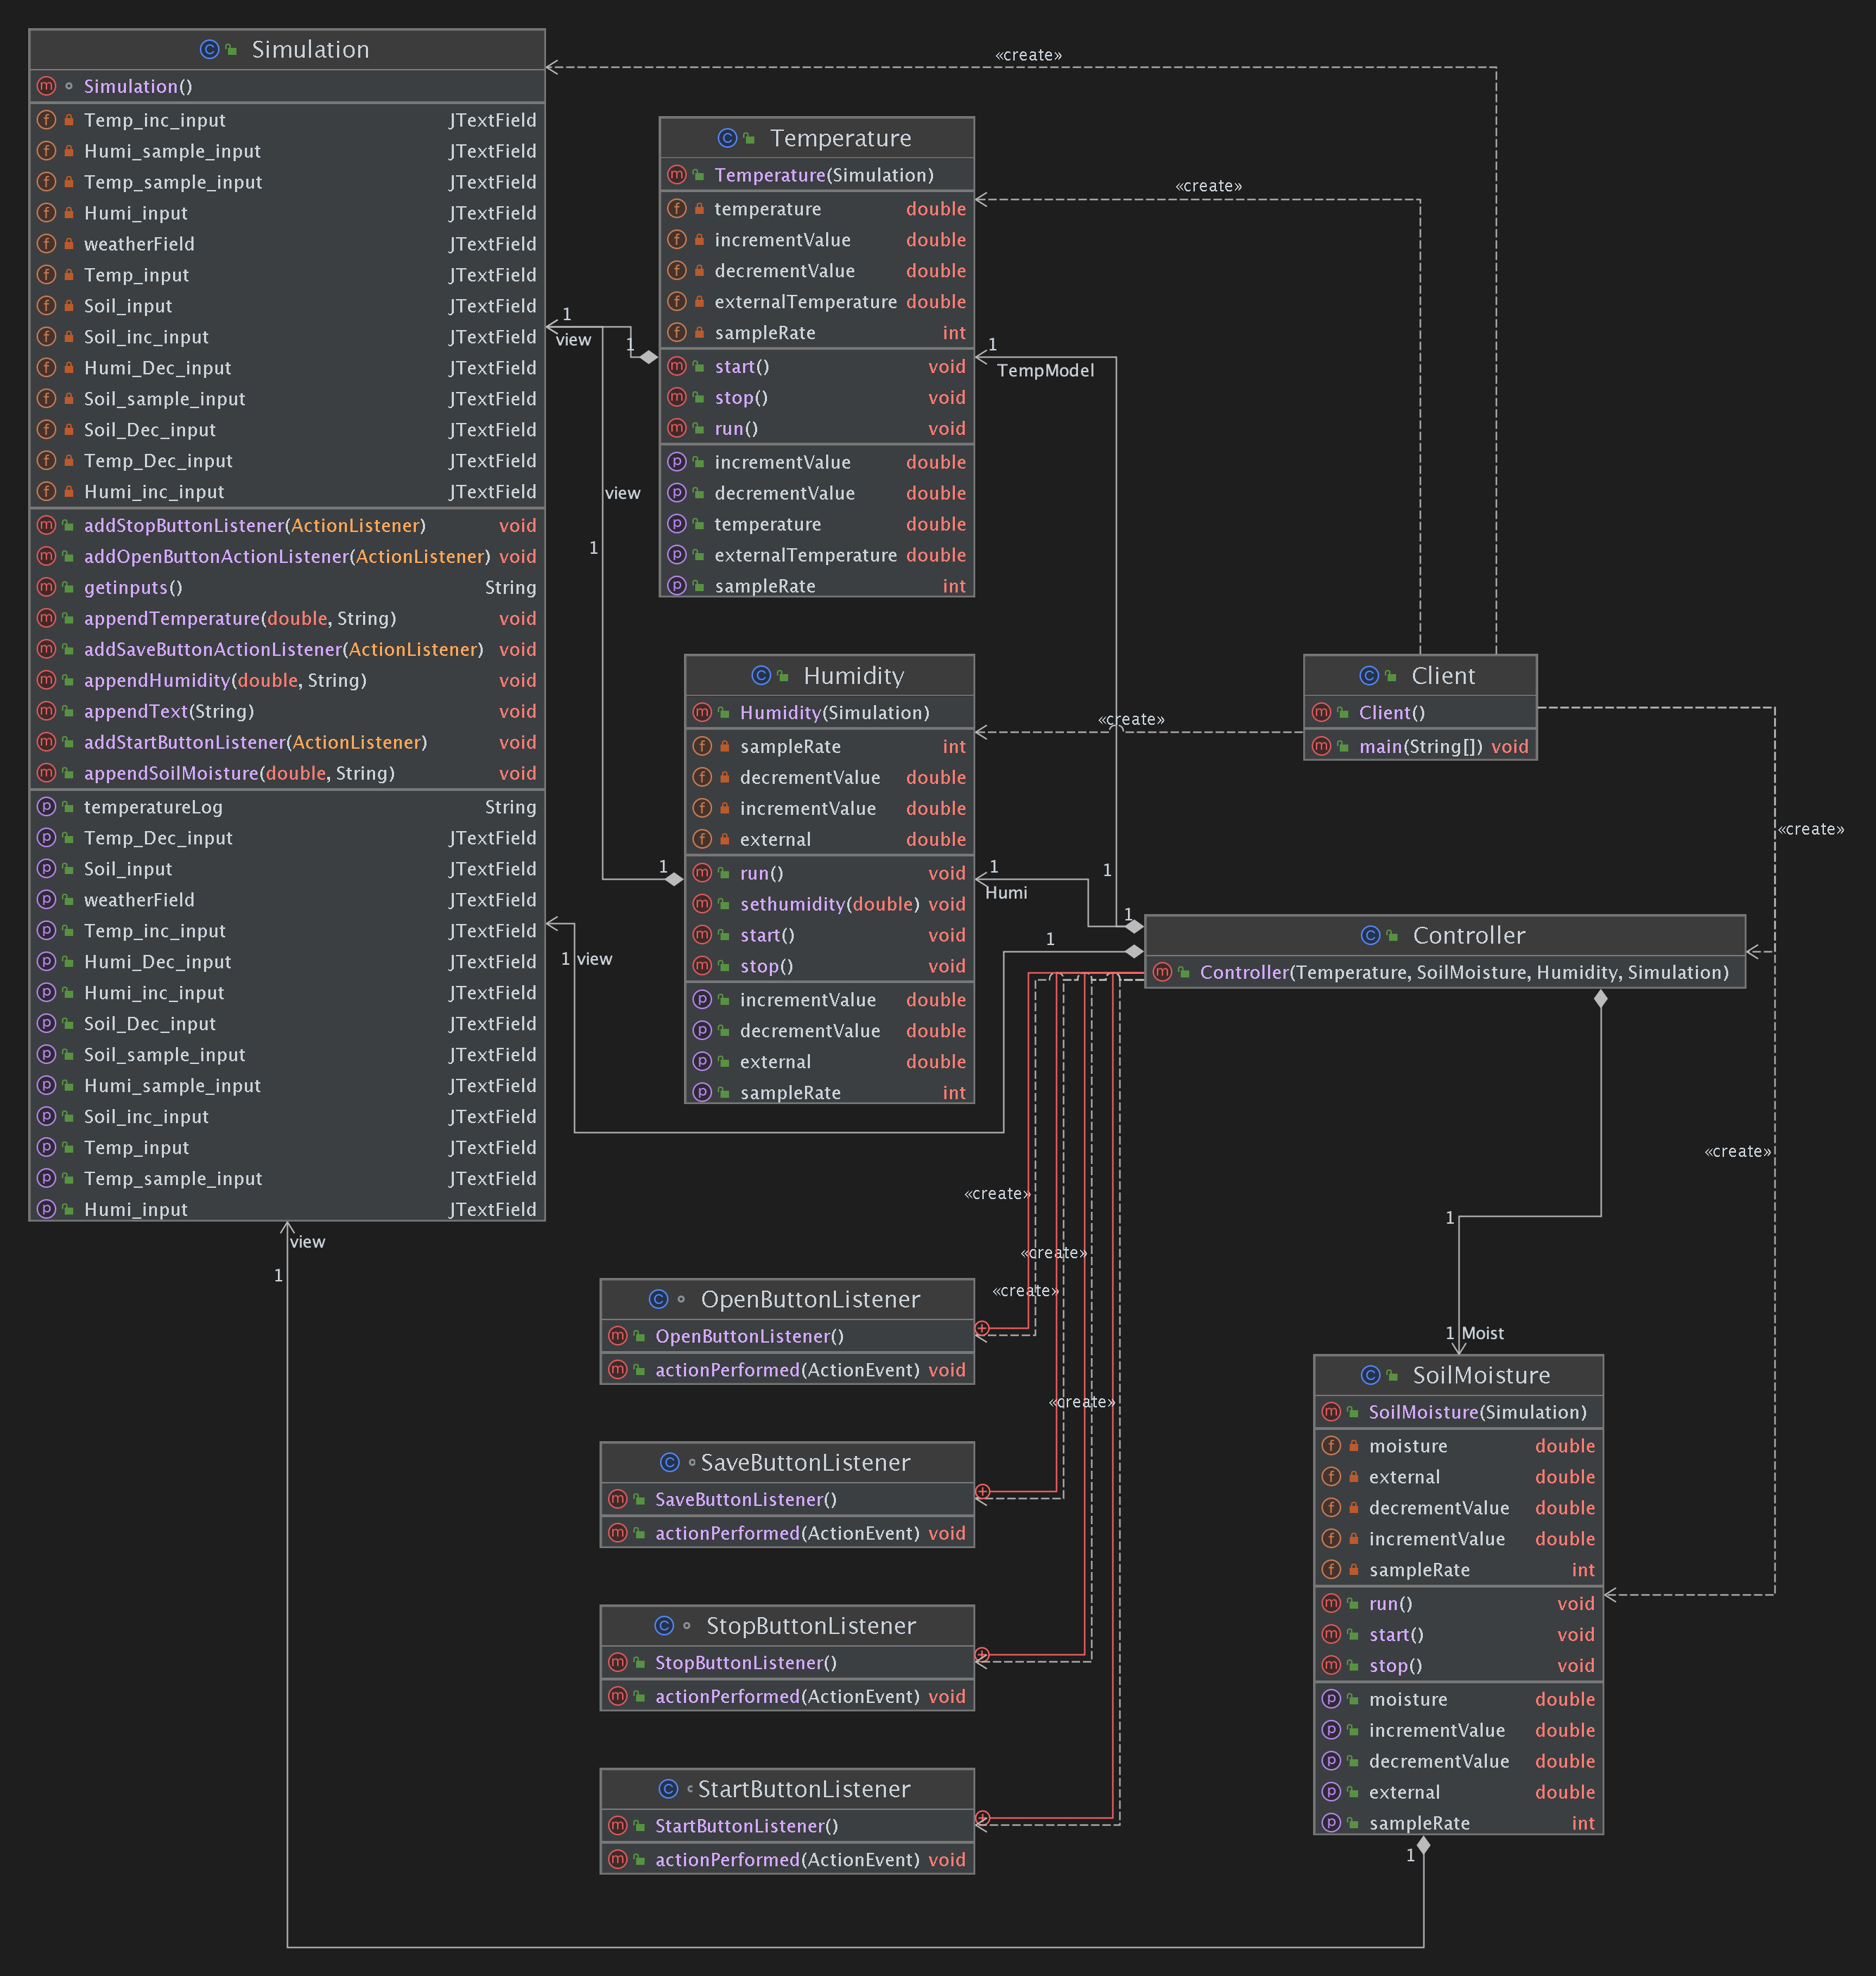 Simulation
Simulation()
Temp_inc_input JTextField
Humi_sample_input JTextField
Temp_sample_input JTextField
Humi_input JTextField
weatherField JTextField
Temp_input JTextField
Soil_input JTextField
Soil_inc_input JTextField
Humi_Dec_input JTextField
Soil_sample_input JTextField
Soil_Dec_input JTextField
Temp_Dec_input JTextField
Humi_inc_input JTextField
addStopButtonListener(ActionListener) void
addOpenButtonActionListener(ActionListener) void
getinputs() String
appendTemperature(double, String) void
addSaveButtonActionListener(ActionListener) void
appendHumidity(double, String) void
appendText(String) void
addStartButtonListener(ActionListener) void
appendSoilMoisture(double, String) void
temperatureLog String
Temp_Dec_input JTextField
Soil_input JTextField
weatherField JTextField
Temp_inc_input JTextField
Humi_Dec_input JTextField
Humi_inc_input JTextField
Soil_Dec_input JTextField
Soil_sample_input JTextField
Humi_sample_input JTextField
Soil_inc_input JTextField
Temp_input JTextField
Temp_sample_input JTextField
Humi_input JTextField
«create»
Temperature
Temperature(Simulation)
temperature double
incrementValue double
decrementValue double
externalTemperature double
sampleRate int
start() void
stop() void
run() void
incrementValue double
decrementValue double
temperature double
externalTemperature double
sampleRate int
«create»
1
view
1
1
TempModel
view
1
Humidity
Humidity(Simulation)
sampleRate int
decrementValue double
incrementValue double
external double
run() void
sethumidity(double) void
start() void
stop() void
incrementValue double
decrementValue double
external double
sampleRate int
Client
Client()
main(String[]) void
«create»
«create»
1
1
Humi
1
1
1
1 view
Controller
Controller(Temperature, SoilMoisture, Humidity, Simulation)
«create»
«create»
«create»
«create»
«create»
1
view
1
OpenButtonListener
OpenButtonListener()
actionPerformed(ActionEvent) void
SaveButtonListener
SaveButtonListener()
actionPerformed(ActionEvent) void
StopButtonListener
StopButtonListener()
actionPerformed(ActionEvent) void
StartButtonListener
StartButtonListener()
actionPerformed(ActionEvent) void
1
1 Moist
SoilMoisture
SoilMoisture(Simulation)
moisture double
external double
decrementValue double
incrementValue double
sampleRate int
run() void
start() void
stop() void
moisture double
incrementValue double
decrementValue double
external double
sampleRate int
1